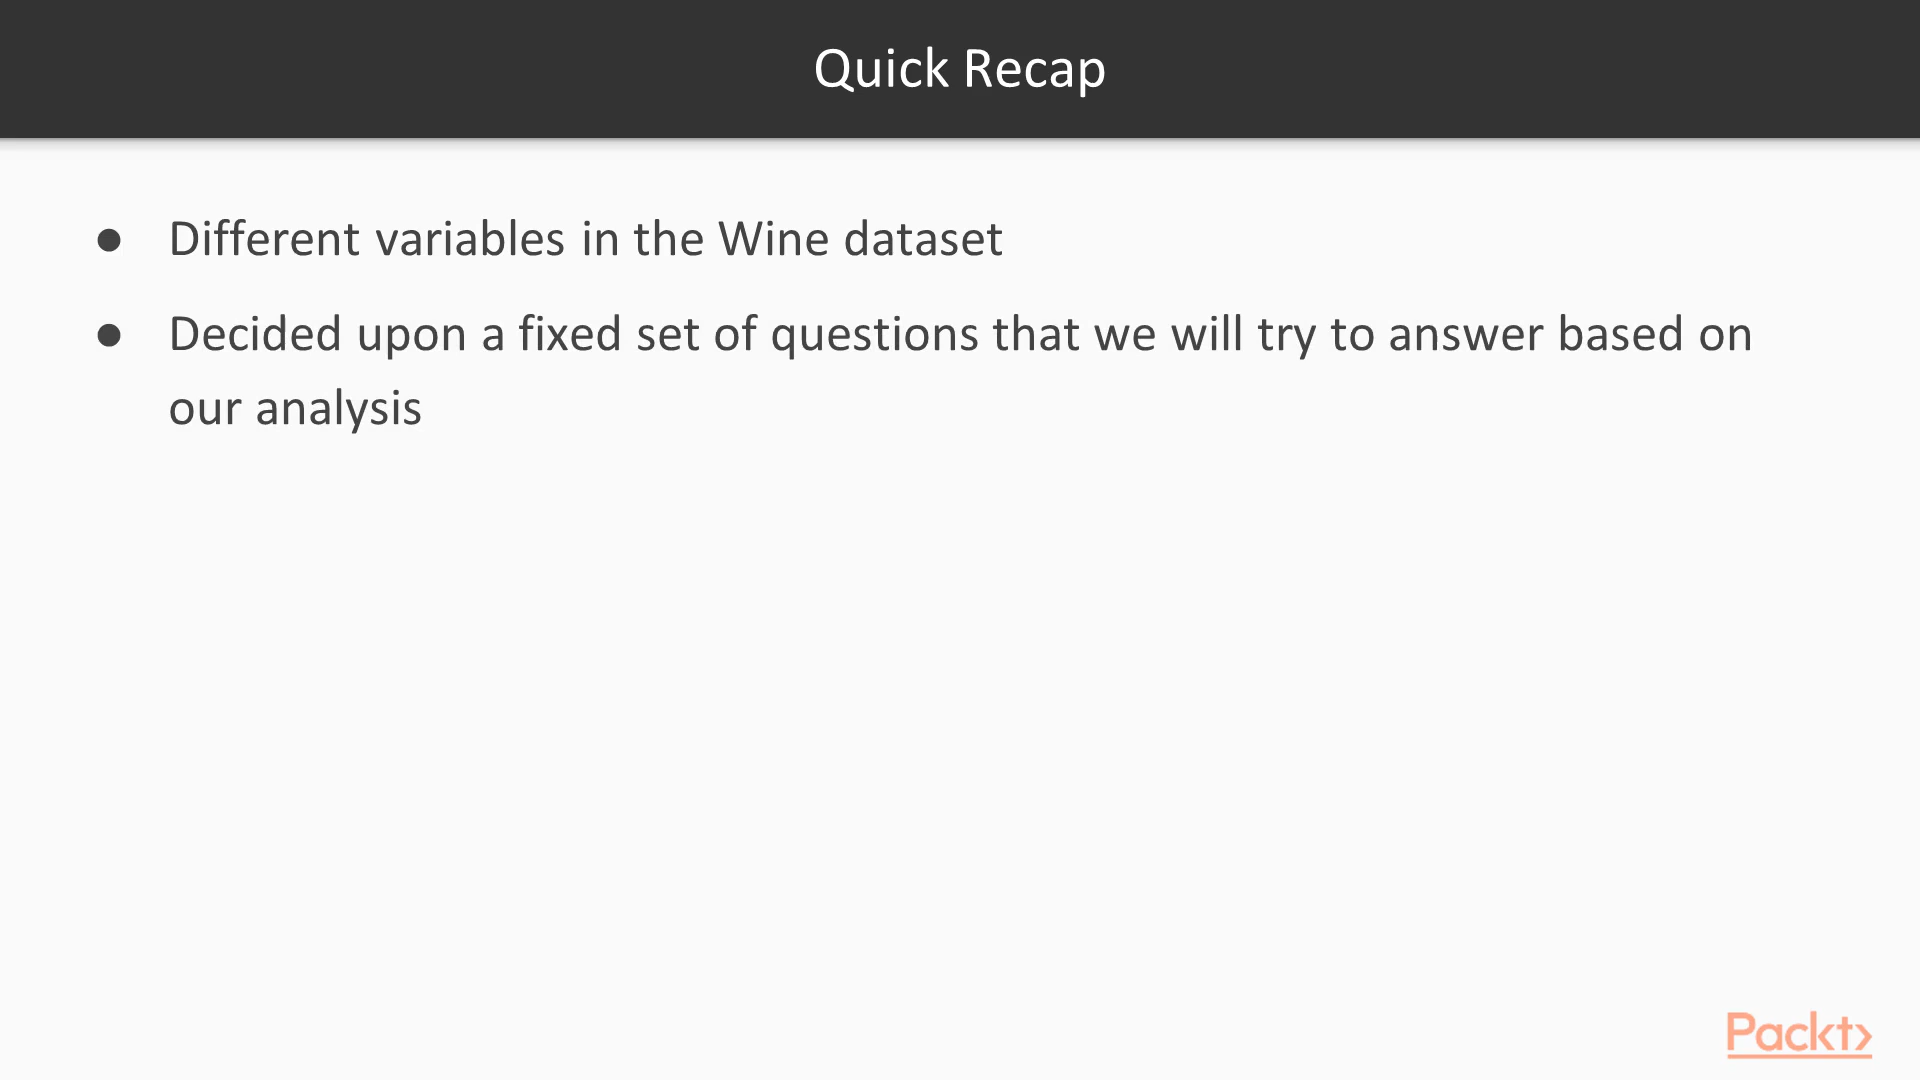 Quick Recap
● Different variables in the Wine dataset
● Decided upon a fixed set of questions that we will try to answer based on
our analysis
Packt›